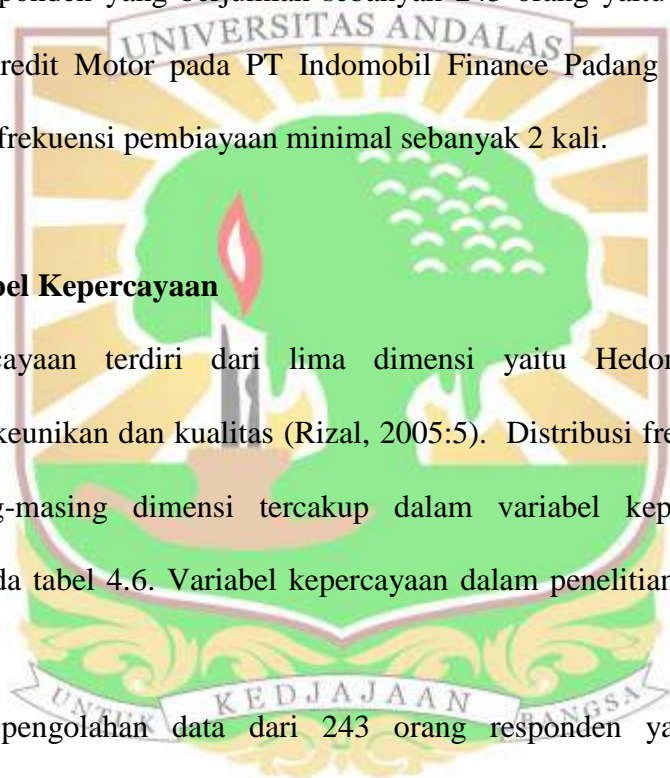 responden yang berjumlah sebanyak 243 orang yaitu
UNIVERSITAS ANDALAS
redit Motor pada PT Indomobil Finance Padang
frekuensi pembiayaan minimal sebanyak 2 kali.
bel Kepercayaan
cayaan terdiri dari lima dimensi yaitu Hedon
keunikan dan kualitas (Rizal, 2005:5). Distribusi fre
g-masing dimensi tercakup dalam variabel kep
da tabel 4.6. Variabel kepercayaan dalam penelitian
UNTUK KEDJAJAAN BANGSA
pengolahan data dari 243 orang responden ya